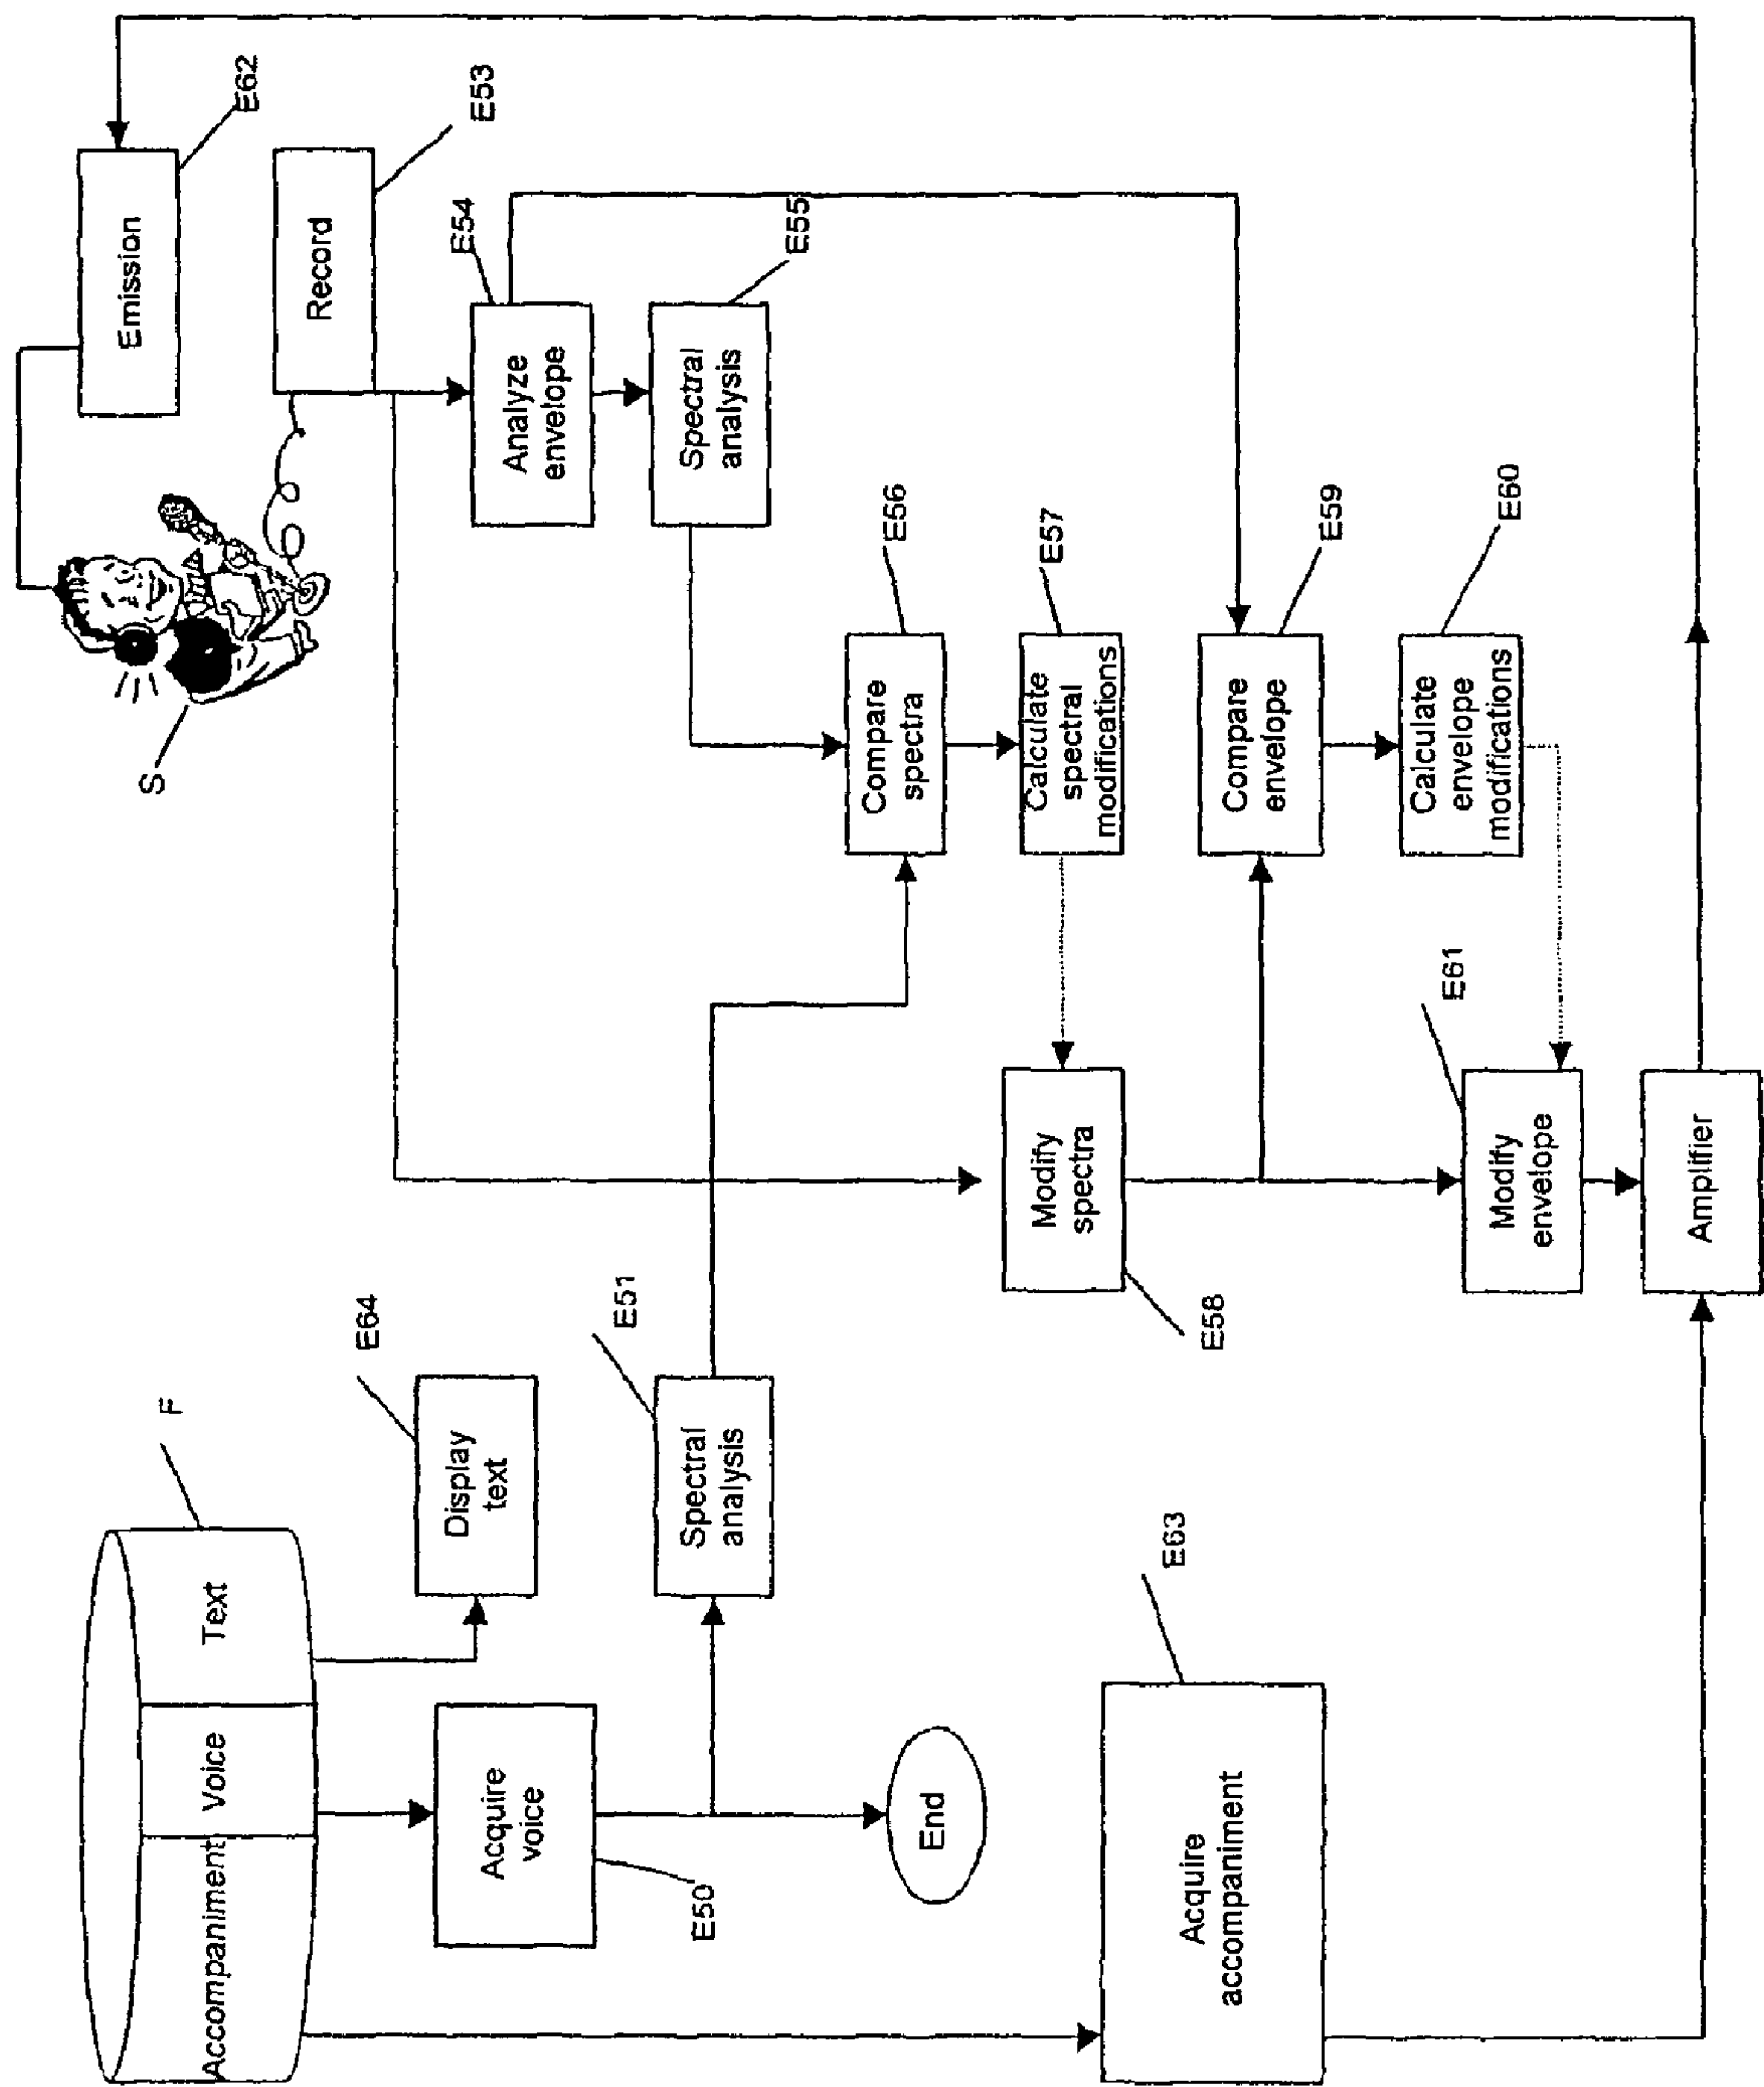 F
Accompaniment
Voice
Text
E64
Display
text
Acquire
voice
E50
E51
Spectral
analysis
End
E63
Acquire
accompaniment
S
Emission
E62
Record
E53
E54
Analyze
envelope
E55
Spectral
analysis
E56
Compare
spectra
E57
Calculate
spectral
modifications
E58
Modify
spectra
E59
Compare
envelope
E60
Calculate
envelope
modifications
E61
Modify
envelope
Amplifier